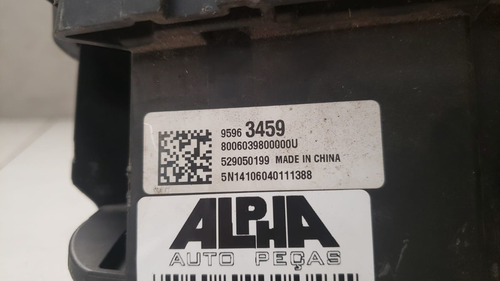 9596 3459
8006039800000U
529050199 MADE IN CHINA
5N14106040111388
ALPHA
AUTO PEÇAS